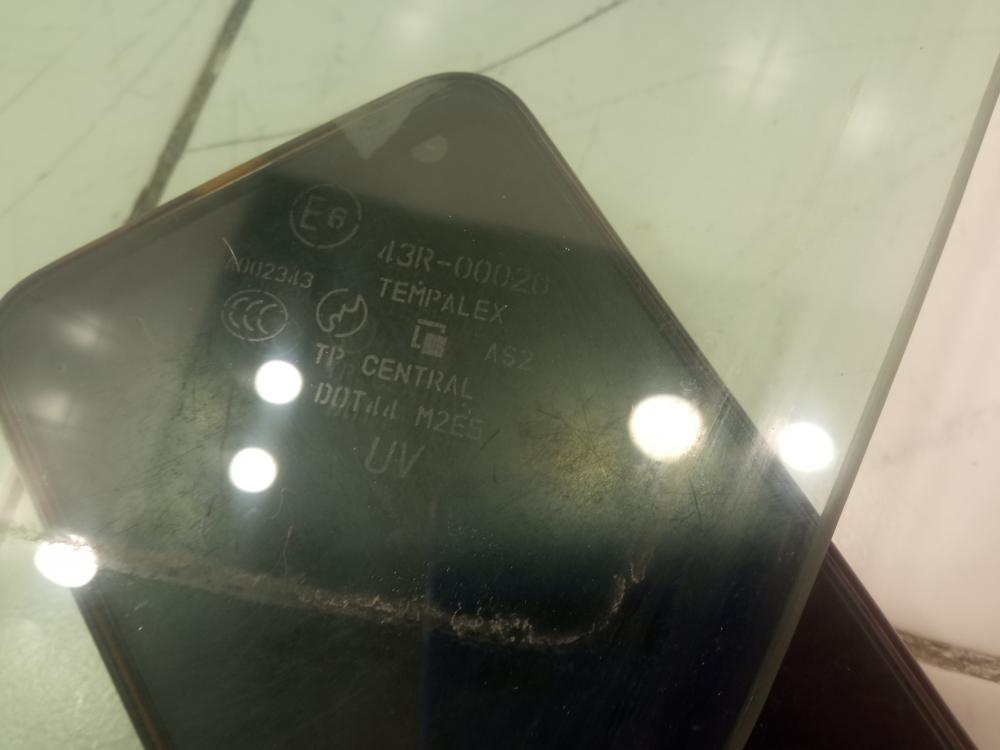 E6
43R-00020
A002343
TEMPALEX
AS2
TP CENTRAL
DOT44 M2E5
UV